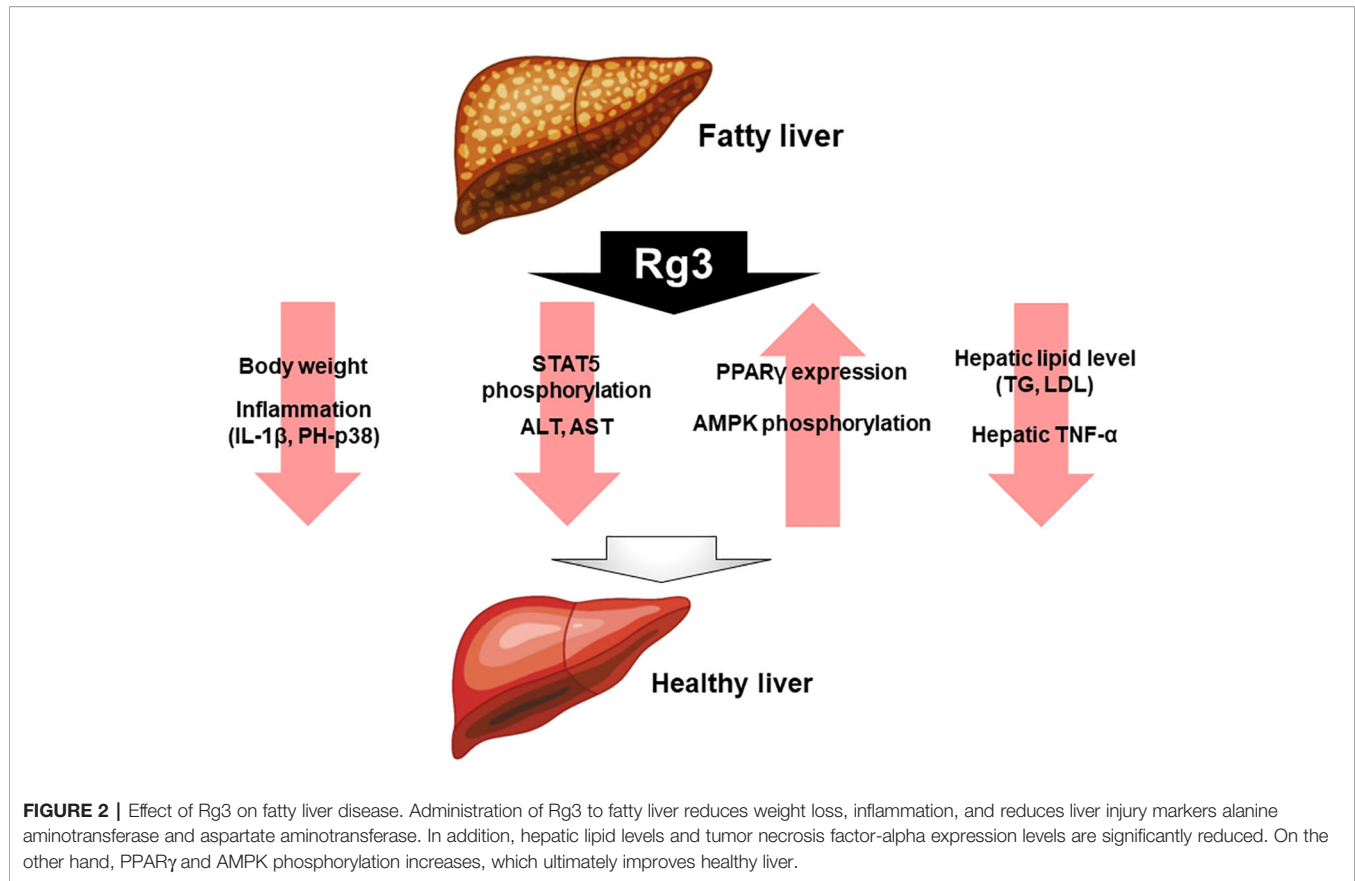 Fatty liver
Rg3
Body weight
Inflammation
(IL-1β, PH-p38)
STAT5
phosphorylation
ALT, AST
PPARγ expression
AMPK phosphorylation
Hepatic lipid level
(TG, LDL)
Hepatic TNF-α
Healthy liver
FIGURE 2 | Effect of Rg3 on fatty liver disease. Administration of Rg3 to fatty liver reduces weight loss, inflammation, and reduces liver injury markers alanine
aminotransferase and aspartate aminotransferase. In addition, hepatic lipid levels and tumor necrosis factor-alpha expression levels are significantly reduced. On the
other hand, PPARγ and AMPK phosphorylation increases, which ultimately improves healthy liver.